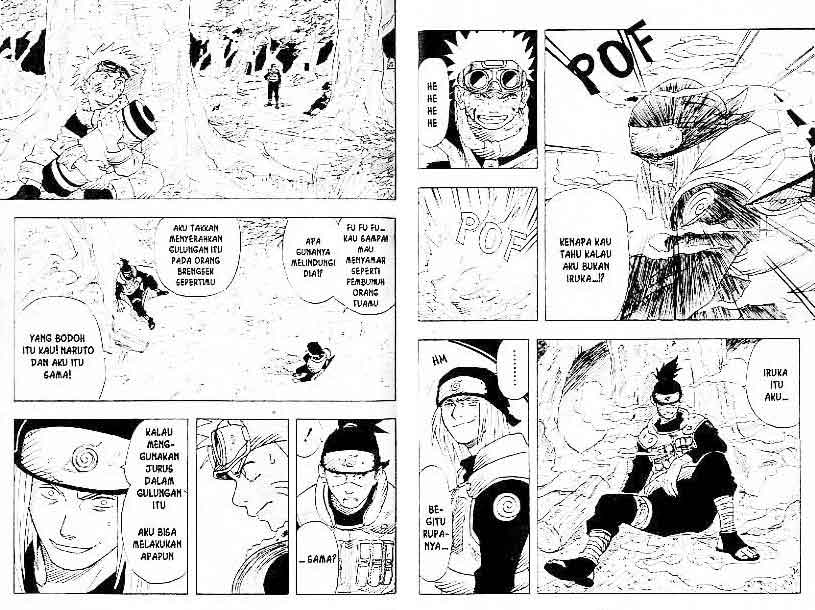 POF
KENAPA KAU
TAHU KALAU
AKU BUKAN
IRUKA...!?
HE
HE
HE
HE
POF
IRUKA
ITU
AKU...
........
HM
BE-
GITU
RUPA-
NYA...
FU FU FU...
KAU SAMPAI
MAU
MENYAMAR
SEPERTI
PEMBUNUH
ORANG
TUAMU
APA
GUNANYA
MELINDUNGI
DIA!?
AKU TAKKAN
MENYERAHKAN
GULUNGAN ITU
PADA ORANG
BRENGSEK
SEPERTIMU
YANG BODOH
ITU KAU! NARUTO
DAN AKU ITU
SAMA!
!
...SAMA?
KALAU
MENG-
GUNAKAN
JURUS
DALAM
GULUNGAN
ITU
AKU BISA
MELAKUKAN
APAPUN